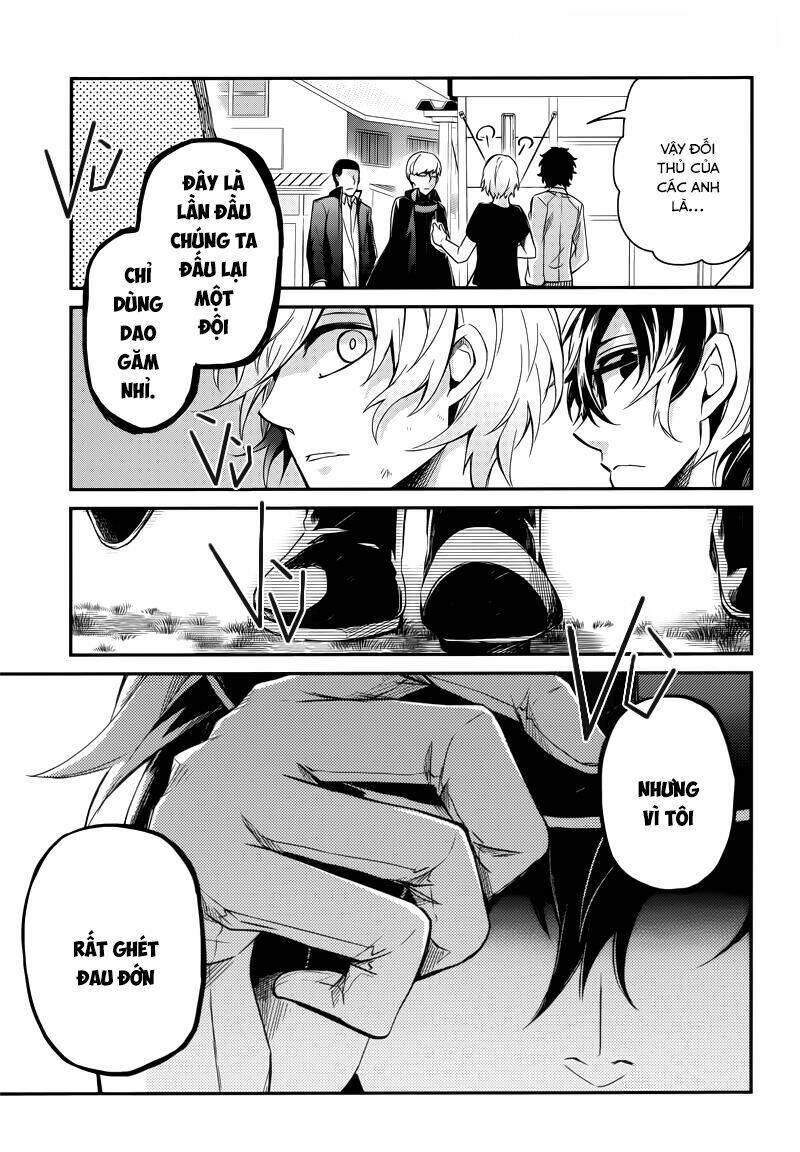 VẬY ĐỐI
THỦ CỦA
CÁC ANH
LÀ...
ĐÂY LÀ
LẦN ĐẦU
CHÚNG TA
ĐẤU LẠI
MỘT
ĐỘI
CHỈ
DÙNG
DAO
GĂM
NHỈ.
VÙ
VÙ
VÙ
VÙ
NHƯNG
VÌ TÔI
RẤT GHÉT
ĐAU ĐỚN